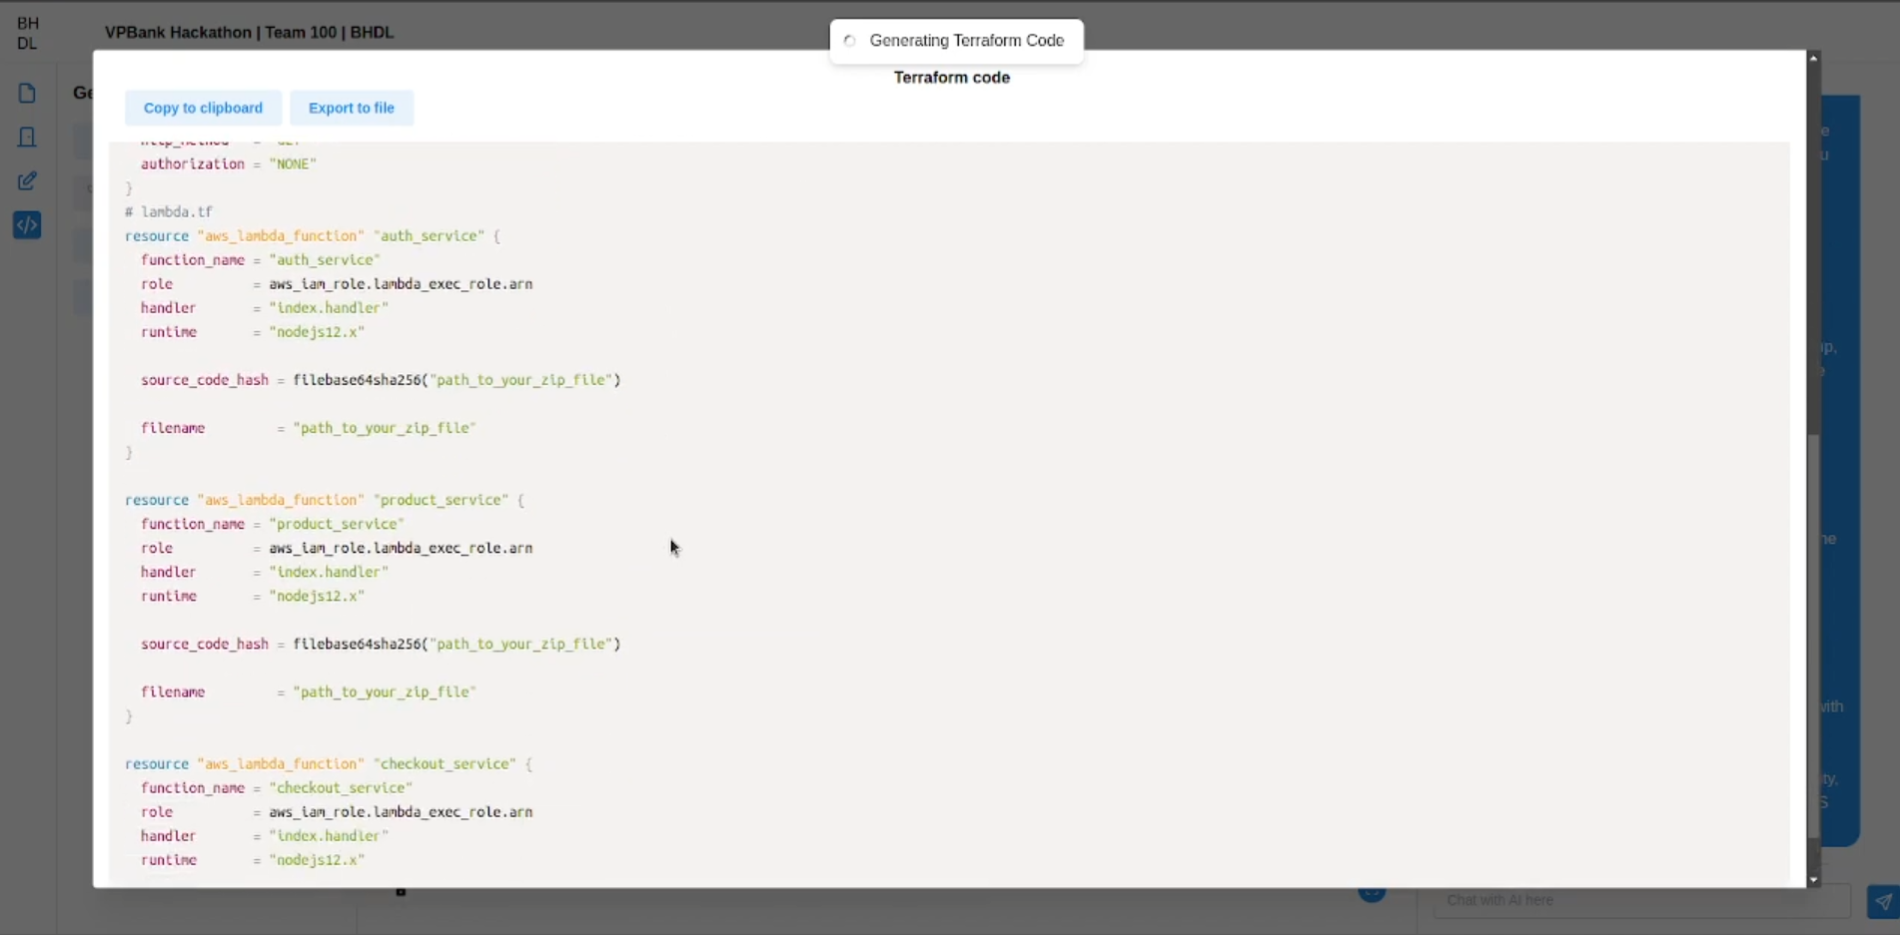 BH
DL
VPBank Hackathon | Team 100 | BHDL
Generating Terraform Code
Terraform code
Copy to clipboard
Export to file
authorization = "NONE"
}
# lambda.tf
resource "aws_lambda_function" "auth_service" {
function_name = "auth_service"
role = aws_iam_role.lambda_exec_role.arn
handler = "index.handler"
runtime = "nodejs12.x"
source_code_hash = filebase64sha256("path_to_your_zip_file")
filename = "path_to_your_zip_file"
}
resource "aws_lambda_function" "product_service" {
function_name = "product_service"
role = aws_iam_role.lambda_exec_role.arn
handler = "index.handler"
runtime = "nodejs12.x"
source_code_hash = filebase64sha256("path_to_your_zip_file")
filename = "path_to_your_zip_file"
}
resource "aws_lambda_function" "checkout_service" {
function_name = "checkout_service"
role = aws_iam_role.lambda_exec_role.arn
handler = "index.handler"
runtime = "nodejs12.x"
Chat with AI here